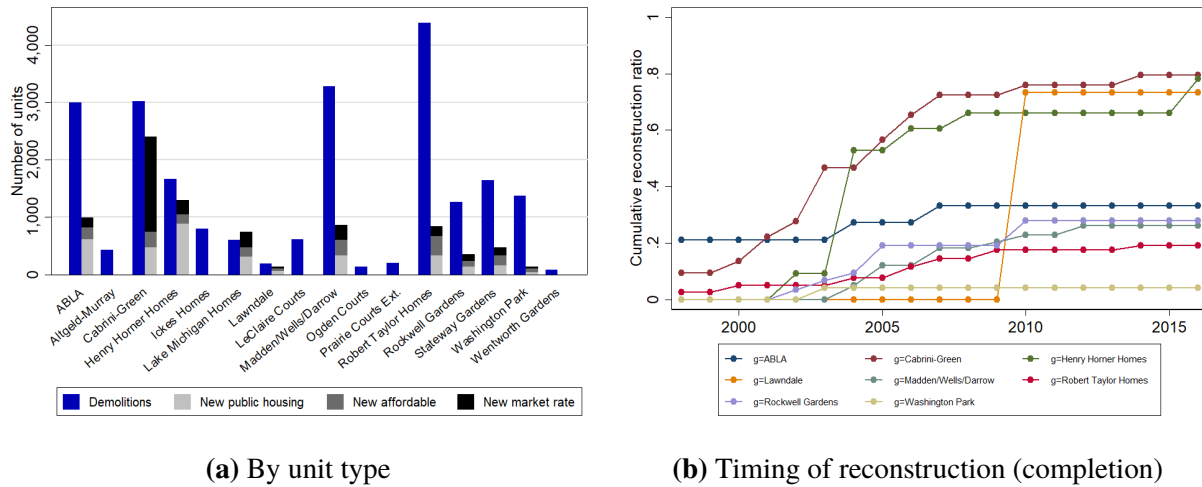 Number of units
4,000
3,000
2,000
1,000
0
ABLA
Altgeld-Murray
Cabrini-Green
Henry Horner Homes
Ickes Homes
Lake Michigan Homes
Lawndale
LeClaire Courts
Madden/Wells/Darrow
Ogden Courts
Prairie Courts Ext.
Robert Taylor Homes
Rockwell Gardens
Stateway Gardens
Washington Park
Wentworth Gardens
Demolitions New public housing New affordable New market rate
(a) By unit type
Cumulative reconstruction ratio
1
.8
.6
.4
.2
0
2000 2005 2010 2015
g=ABLA g=Cabrini-Green g=Henry Horner Homes
g=Lawndale g=Madden/Wells/Darrow g=Robert Taylor Homes
g=Rockwell Gardens g=Washington Park
(b) Timing of reconstruction (completion)